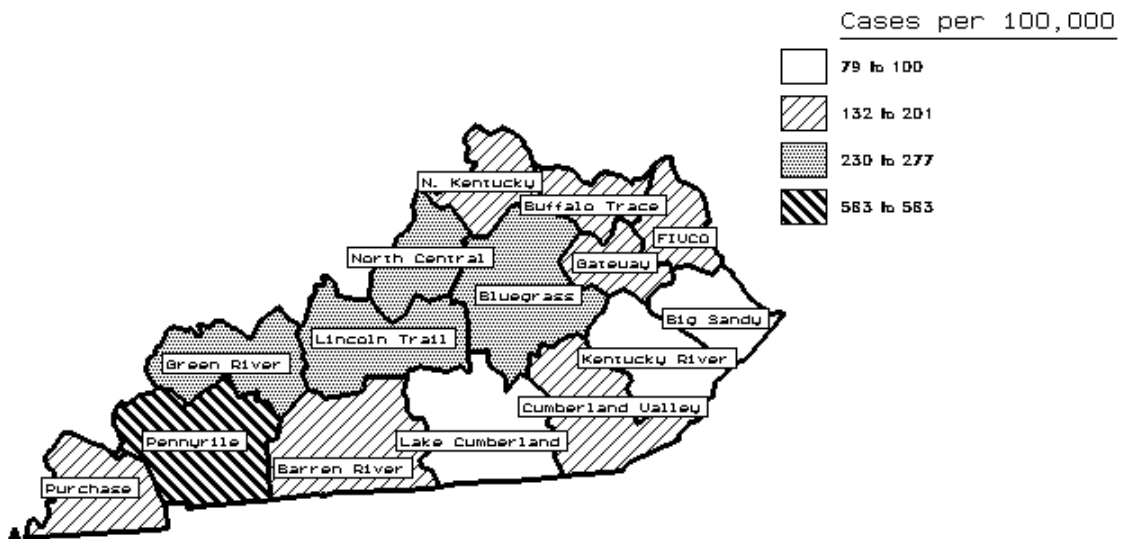 Cases per 100,000
79 to 100
132 to 201
230 to 277
563 to 563
N. Kentucky
Buffalo Trace
FIVCO
North Central
Gateway
Bluegrass
Big Sandy
Lincoln Trail
Green River
Kentucky River
Cumberland Valley
Pennyrile
Lake Cumberland
Barren River
Purchase